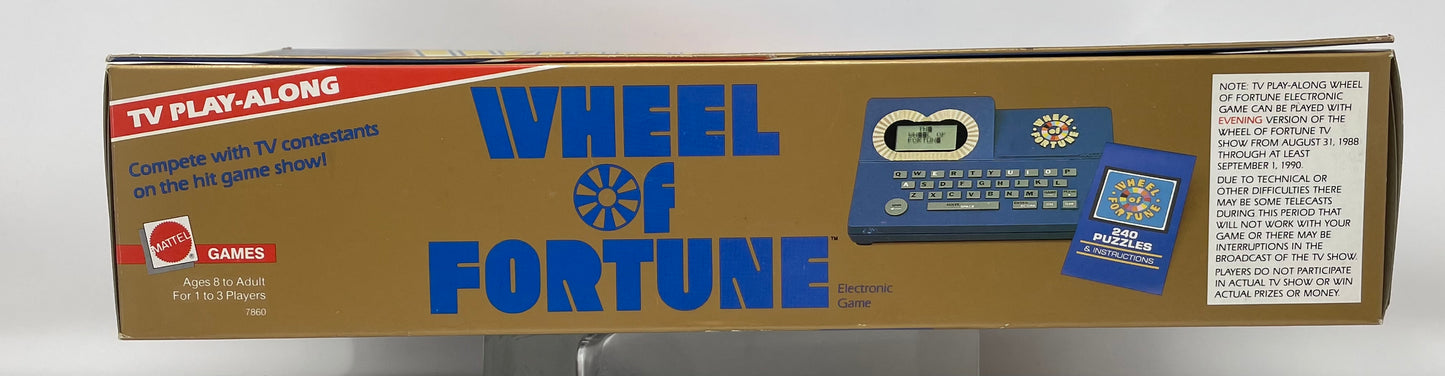 TV PLAY-ALONG
Compete with TV contestants
on the hit game show!
MATTEL
®
GAMES
Ages 8 to Adult
For 1 to 3 Players
7860
WHEEL
OF
FORTUNE™
Electronic
Game
THE
WHEEL OF
FORTUNE
WHEEL
OF
FORTUNE
Q W E R T Y U I O P
A S D F G H J K L
Z X C V B N M
WHEEL
OF
FORTUNE
240
PUZZLES
& INSTRUCTIONS
NOTE: TV PLAY-ALONG WHEEL
OF FORTUNE ELECTRONIC
GAME CAN BE PLAYED WITH
EVENING VERSION OF THE
WHEEL OF FORTUNE TV
SHOW FROM AUGUST 31, 1988
THROUGH AT LEAST
SEPTEMBER 1, 1990.
DUE TO TECHNICAL OR
OTHER DIFFICULTIES THERE
MAY BE SOME TELECASTS
DURING THIS PERIOD THAT
WILL NOT WORK WITH YOUR
GAME OR THERE MAY BE
INTERRUPTIONS IN THE
BROADCAST OF THE TV SHOW.
PLAYERS DO NOT PARTICIPATE
IN ACTUAL TV SHOW OR WIN
ACTUAL PRIZES OR MONEY.